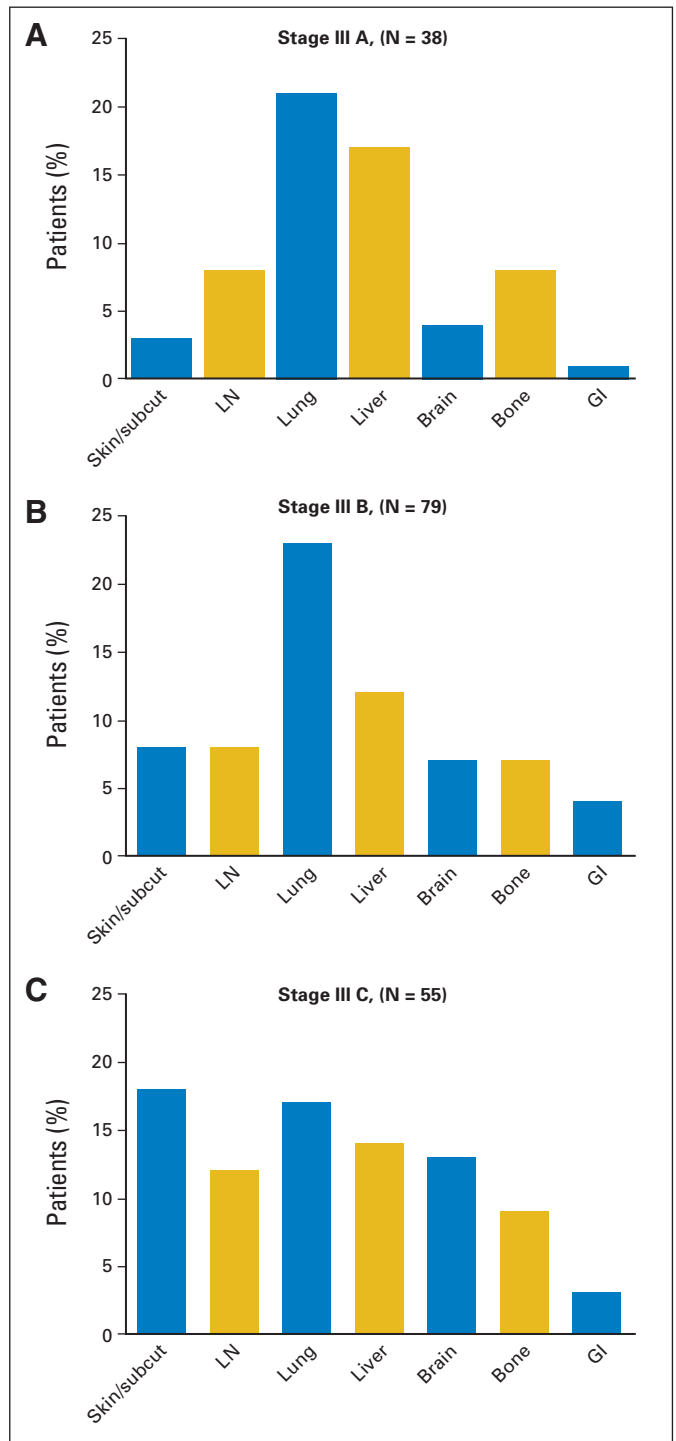 A
Stage III A, (N = 38)
Patients (%)
25
20
15
10
5
0
Skin/subcut
LN
Lung
Liver
Brain
Bone
GI
B
Stage III B, (N = 79)
Patients (%)
25
20
15
10
5
0
Skin/subcut
LN
Lung
Liver
Brain
Bone
GI
C
Stage III C, (N = 55)
Patients (%)
25
20
15
10
5
0
Skin/subcut
LN
Lung
Liver
Brain
Bone
GI